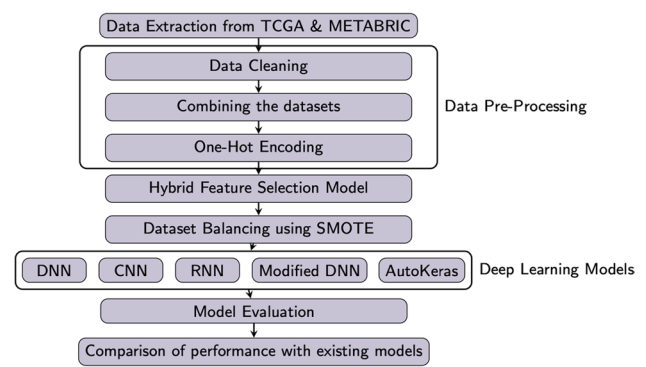 Data Extraction from TCGA & METABRIC
Data Cleaning
Combining the datasets
Data Pre-Processing
One-Hot Encoding
Hybrid Feature Selection Model
Dataset Balancing using SMOTE
DNN
CNN
RNN
Modified DNN
AutoKeras
Deep Learning Models
Model Evaluation
Comparison of performance with existing models